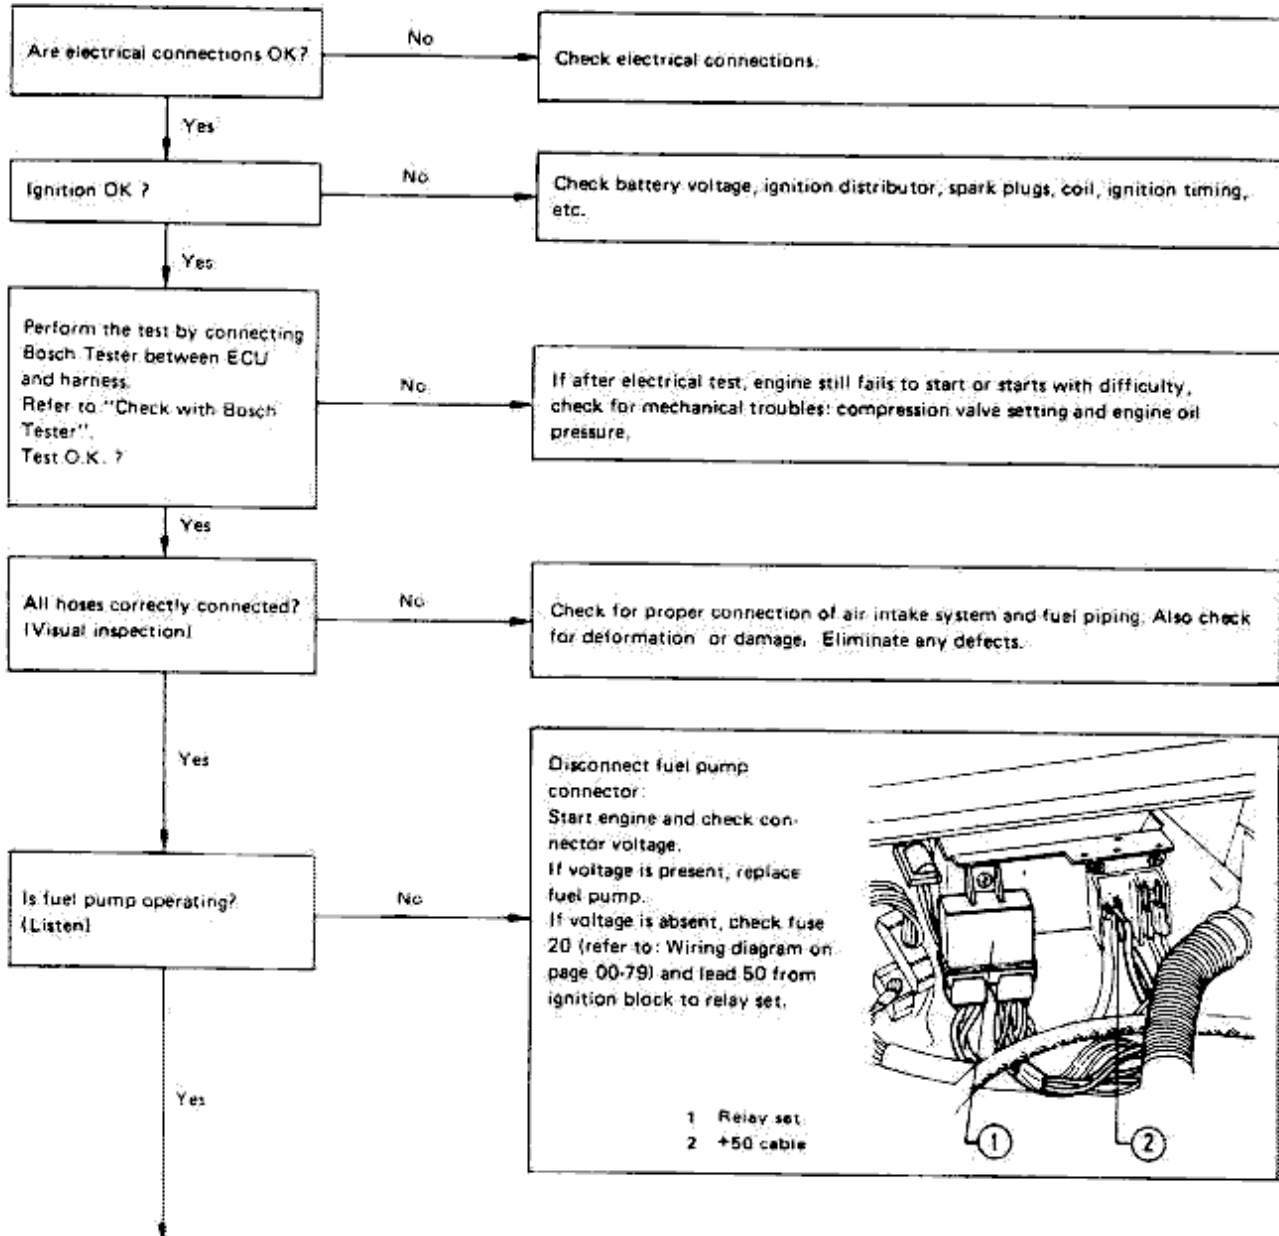 Are electrical connections OK?
No
Check electrical connections.
Yes
Ignition OK ?
No
Check battery voltage, ignition distributor, spark plugs, coil, ignition timing,
etc.
Yes
Perform the test by connecting
Bosch Tester between ECU
and harness.
Refer to "Check with Bosch
Tester".
Test O.K. ?
No
If after electrical test, engine still fails to start or starts with difficulty,
check for mechanical troubles: compression valve setting and engine oil
pressure.
Yes
All hoses correctly connected?
(Visual inspection)
No
Check for proper connection of air intake system and fuel piping. Also check
for deformation or damage. Eliminate any defects.
Yes
Is fuel pump operating?
(Listen)
No
Disconnect fuel pump
connector:
Start engine and check con-
nector voltage.
If voltage is present, replace
fuel pump.
If voltage is absent, check fuse
20 (refer to: Wiring diagram on
page 00-79) and lead 50 from
ignition block to relay set.
1 Relay set
2 +50 cable
1
2
Yes